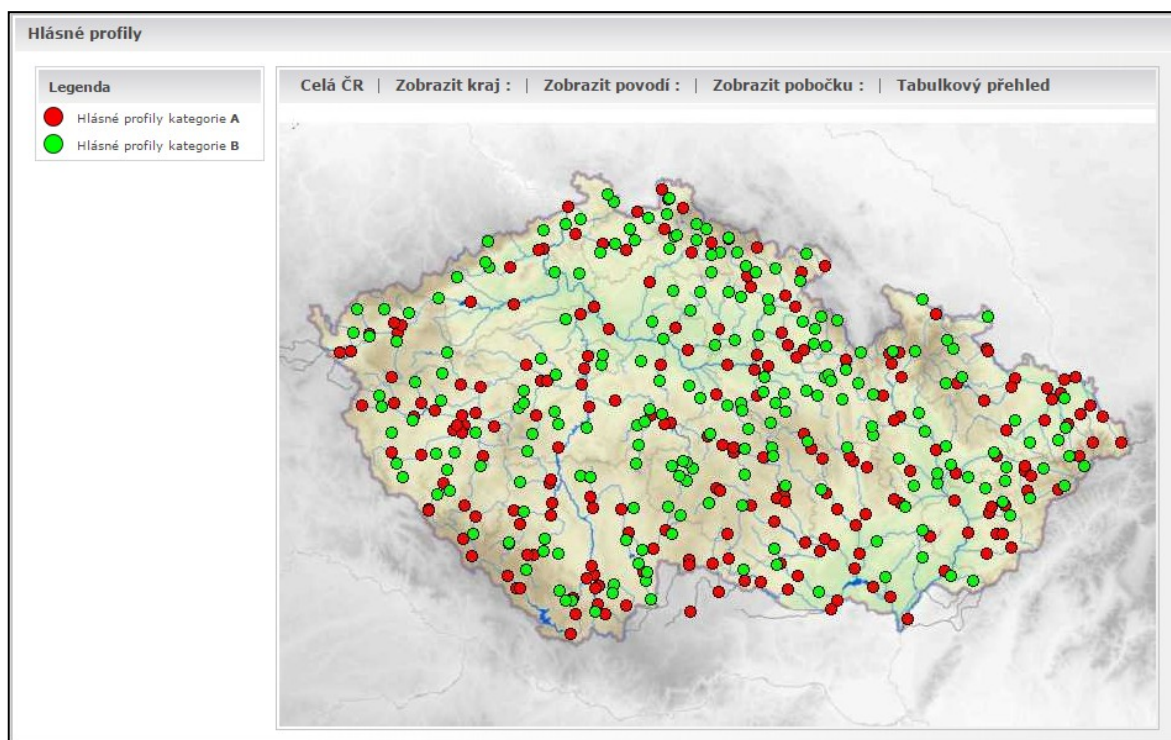 Hlásné profily
Legenda
Hlásné profily kategorie A
Hlásné profily kategorie B
Celá ČR | Zobrazit kraj : | Zobrazit povodí : | Zobrazit pobočku : | Tabulkový přehled